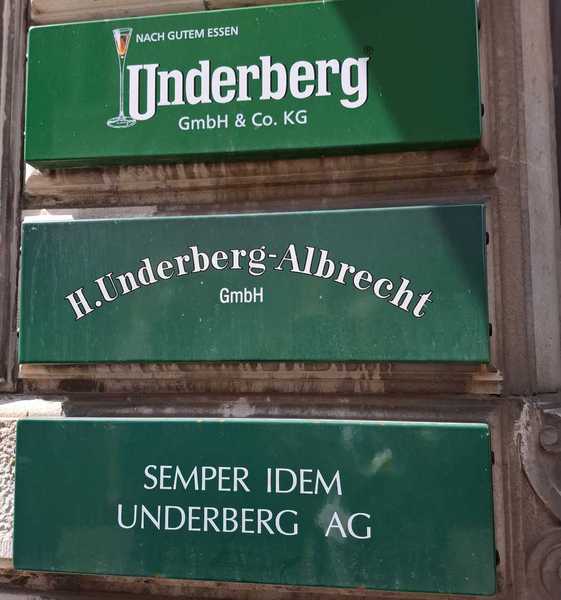 NACH GUTEM ESSEN
Underberg®
GmbH & Co. KG
H.Underberg-Albrecht
GmbH
SEMPER IDEM
UNDERBERG AG